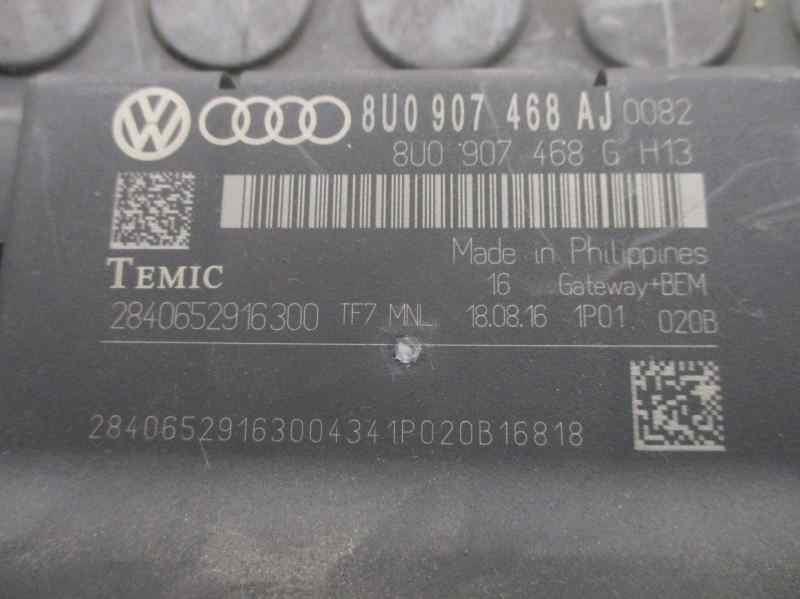 8U0 907 468 AJ 0082
8U0 907 468 G H13
Made in Philippines
TEMIC 16 Gateway+BEM
2840652916300 TF7 MNL 18.08.16 1P01 020B
28406529163004341P020B16818